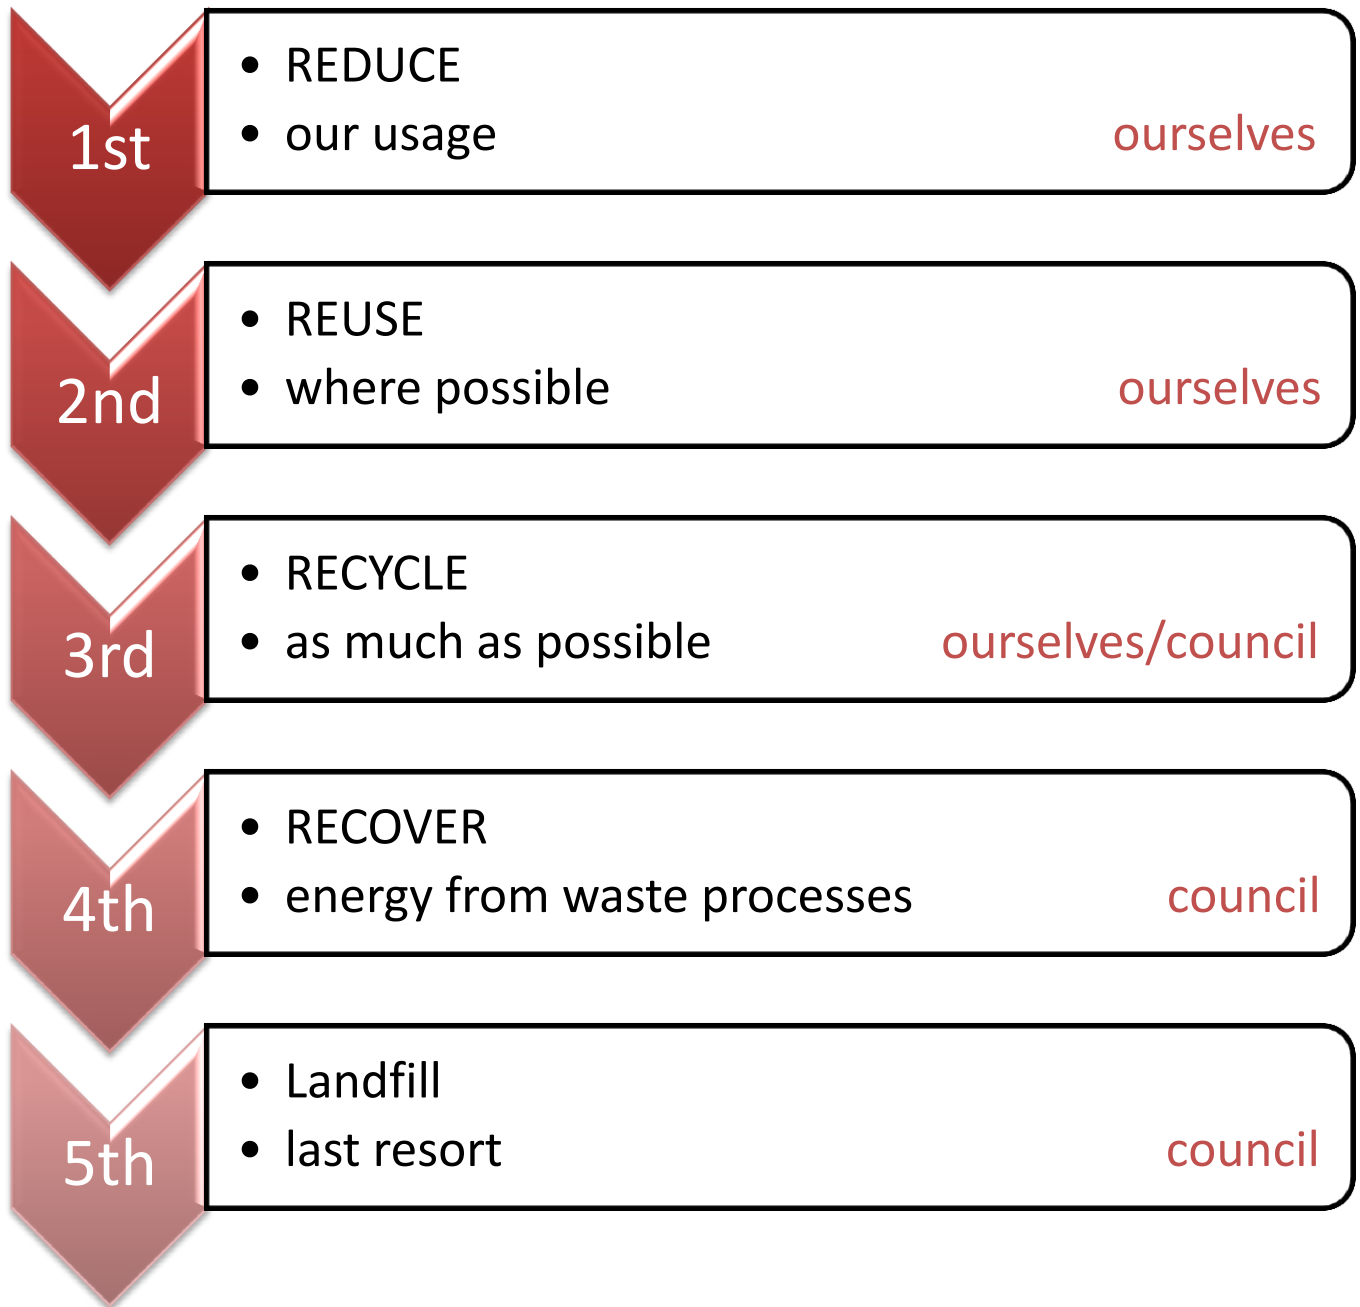 1st
• REDUCE
• our usage ourselves
2nd
• REUSE
• where possible ourselves
3rd
• RECYCLE
• as much as possible ourselves/council
4th
• RECOVER
• energy from waste processes council
5th
• Landfill
• last resort council